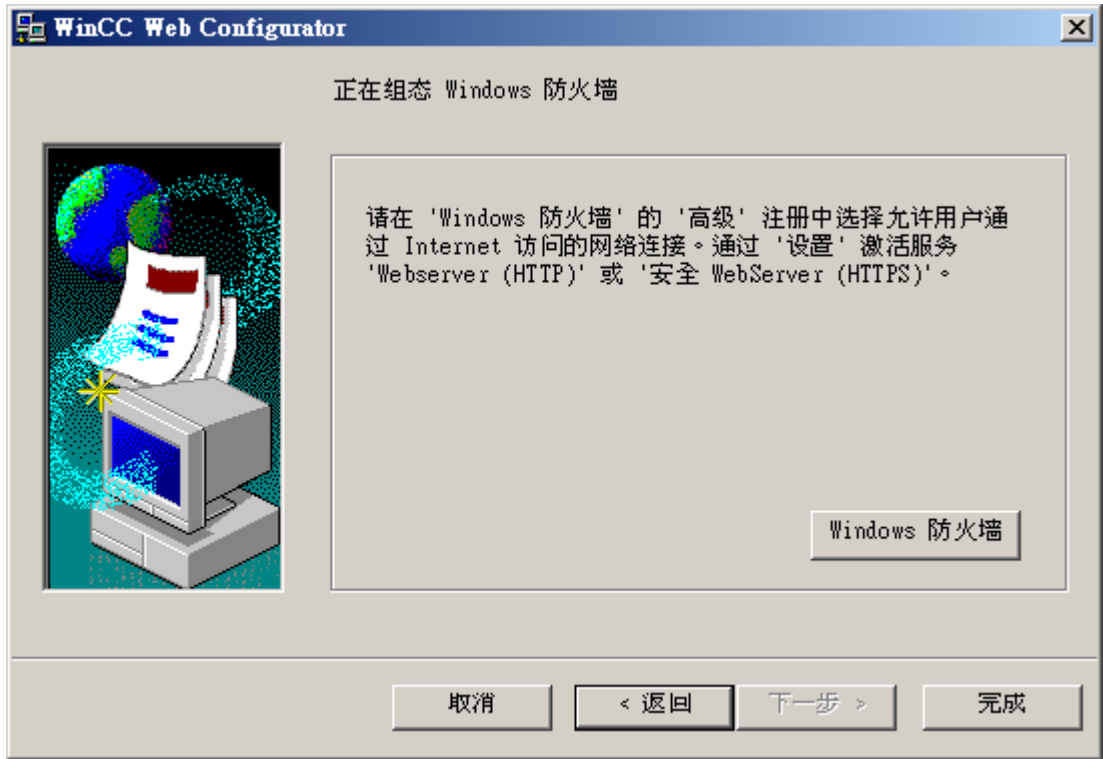 WinCC Web Configurator
正在组态 Windows 防火墙
请在 'Windows 防火墙' 的 '高级' 注册中选择允许用户通
过 Internet 访问的网络连接。通过 '设置' 激活服务
'Webserver (HTTP)' 或 '安全 WebServer (HTTPS)'。
Windows 防火墙
取消
< 返回
下一步 >
完成